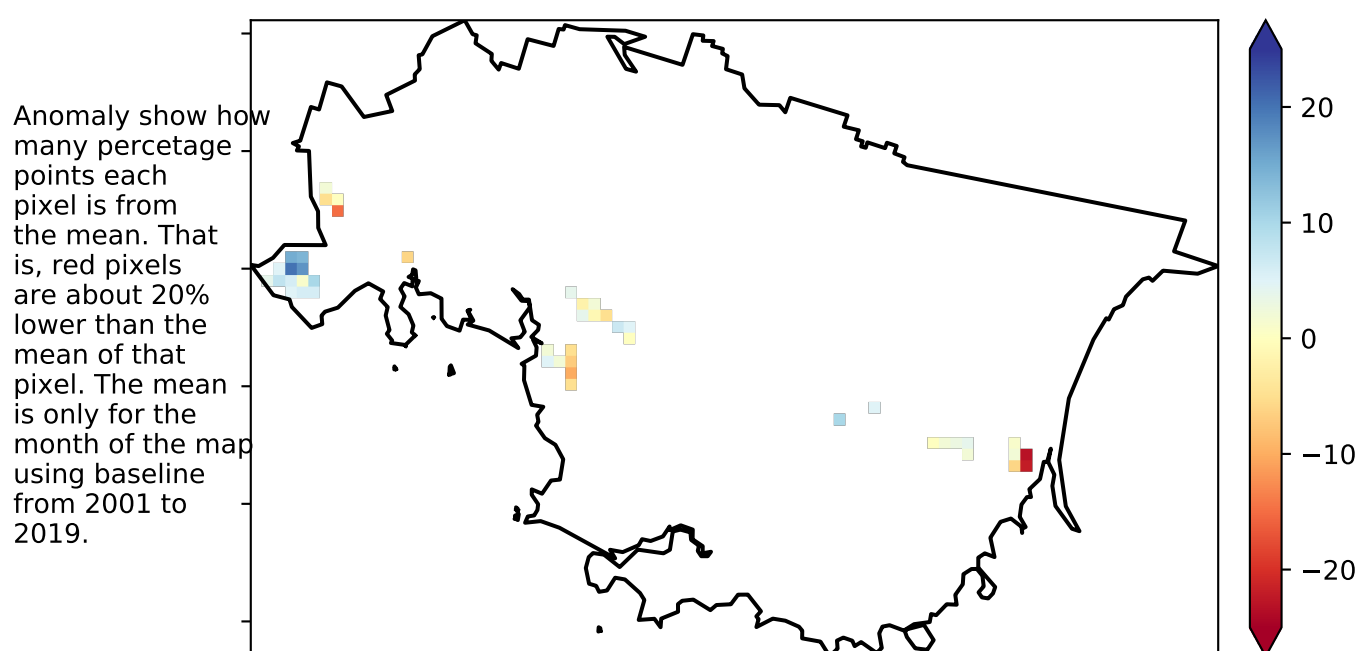 Anomaly show how
many percetage
points each
pixel is from
the mean. That
is, red pixels
are about 20%
lower than the
mean of that
pixel. The mean
is only for the
month of the map
using baseline
from 2001 to
2019.
20
10
0
−10
−20